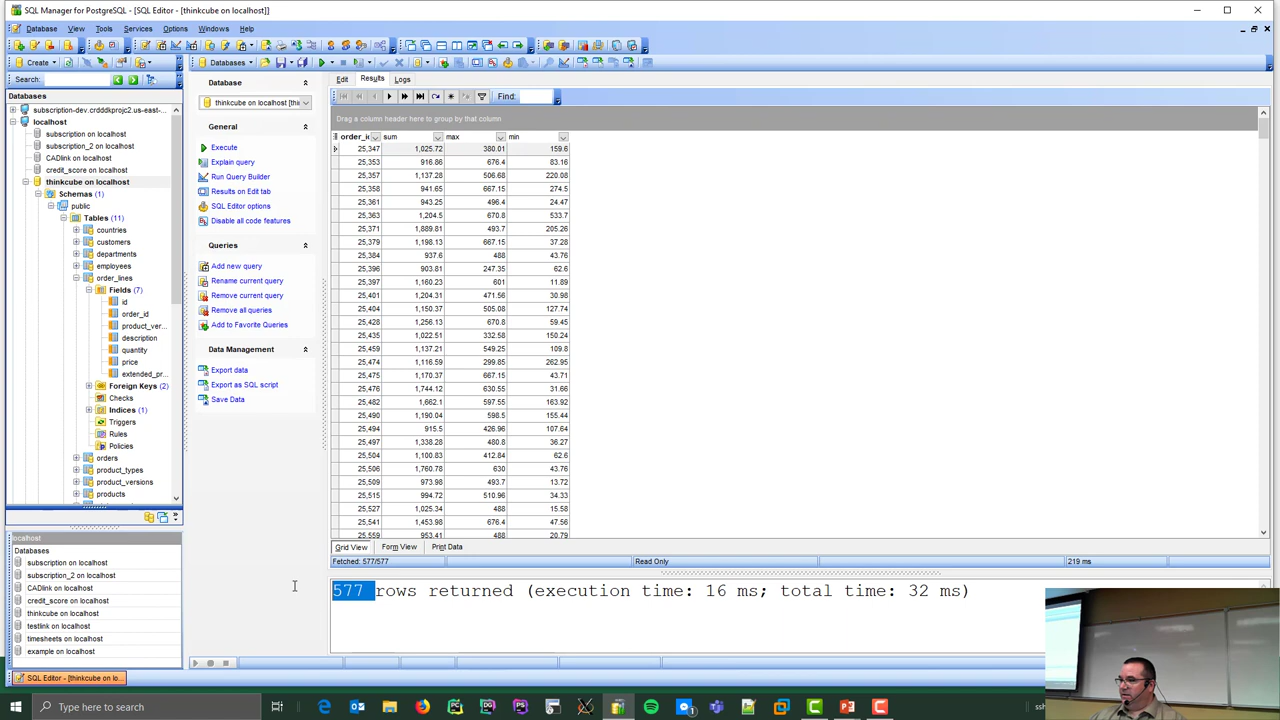 SQL Manager for PostgreSQL - [SQL Editor - [thinkcube on localhost]]
Database View Tools Services Options Windows Help
Create
Databases
Search:
Databases
subscription-dev.crdddkprojc2.us-east-...
localhost
subscription on localhost
subscription_2 on localhost
CADlink on localhost
credit_score on localhost
thinkcube on localhost
Schemas (1)
public
Tables (11)
countries
customers
departments
employees
order_lines
Fields (7)
id
order_id
product_ver...
description
quantity
price
extended_pr...
Foreign Keys (2)
Checks
Indices (1)
Triggers
Rules
Policies
orders
product_types
product_versions
products
localhost
Databases
subscription on localhost
subscription_2 on localhost
CADlink on localhost
credit_score on localhost
thinkcube on localhost
testlink on localhost
timesheets on localhost
example on localhost
SQL Editor - [thinkcube on localhost]
Database
thinkcube on localhost [thi
General
Execute
Explain query
Run Query Builder
Results on Edit tab
SQL Editor options
Disable all code features
Queries
Add new query
Rename current query
Remove current query
Remove all queries
Add to Favorite Queries
Data Management
Export data
Export as SQL script
Save Data
Edit Results Logs
Find:
Drag a column header to group by that column
order_id sum max min
25,347 1,025.72 380.01 159.6
25,353 916.86 676.4 83.16
25,357 1,137.28 506.68 220.08
25,358 941.65 667.15 274.5
25,361 943.25 496.4 24.47
25,363 1,204.5 670.8 533.7
25,371 1,889.81 493.7 205.26
25,379 1,198.13 667.15 37.28
25,384 937.6 488 43.76
25,396 903.81 247.35 62.6
25,397 1,160.23 601 11.89
25,401 1,204.31 471.56 30.98
25,404 1,150.37 505.08 127.74
25,428 1,256.13 670.8 59.45
25,435 1,022.51 332.58 150.24
25,459 1,137.21 549.25 109.8
25,474 1,116.59 299.85 262.95
25,475 1,170.37 667.15 43.71
25,476 1,744.12 630.55 31.66
25,482 1,662.1 597.55 163.92
25,490 1,190.04 598.5 155.44
25,494 915.5 426.96 107.64
25,497 1,338.28 480.8 36.27
25,504 1,100.83 412.84 62.6
25,506 1,760.78 630 43.76
25,509 973.98 493.7 13.72
25,515 994.72 510.96 34.33
25,527 1,025.34 488 15.58
25,541 1,453.98 676.4 47.56
25,559 953.41 488 20.79
Grid View Form View Print Data
Fetched: 577/577 Read Only 219 ms
577 rows returned (execution time: 16 ms; total time: 32 ms)
Type here to search